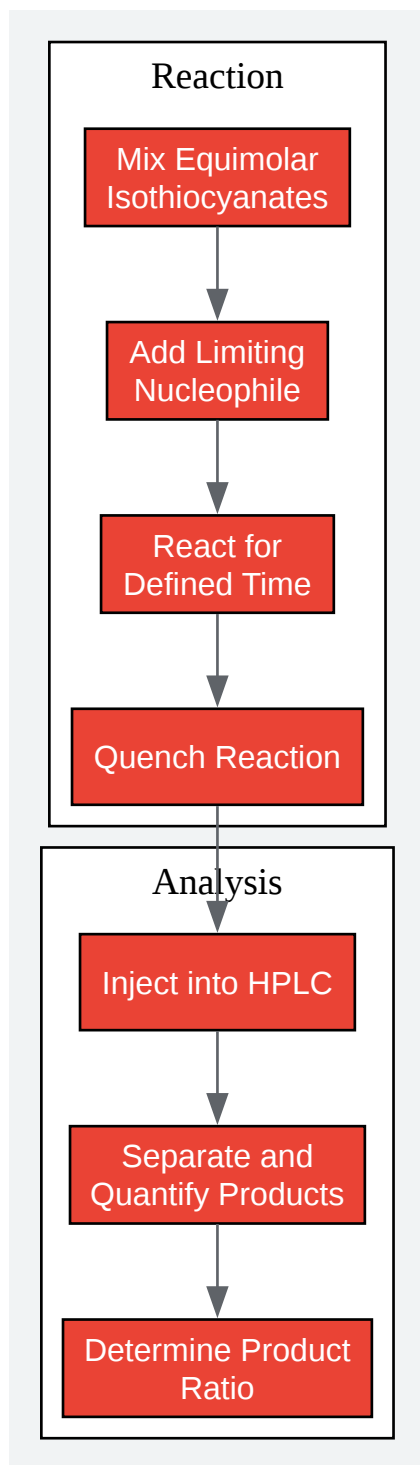 Reaction
Mix Equimolar
Isothiocyanates
Add Limiting
Nucleophile
React for
Defined Time
Quench Reaction
Analysis
Inject into HPLC
Separate and
Quantify Products
Determine Product
Ratio